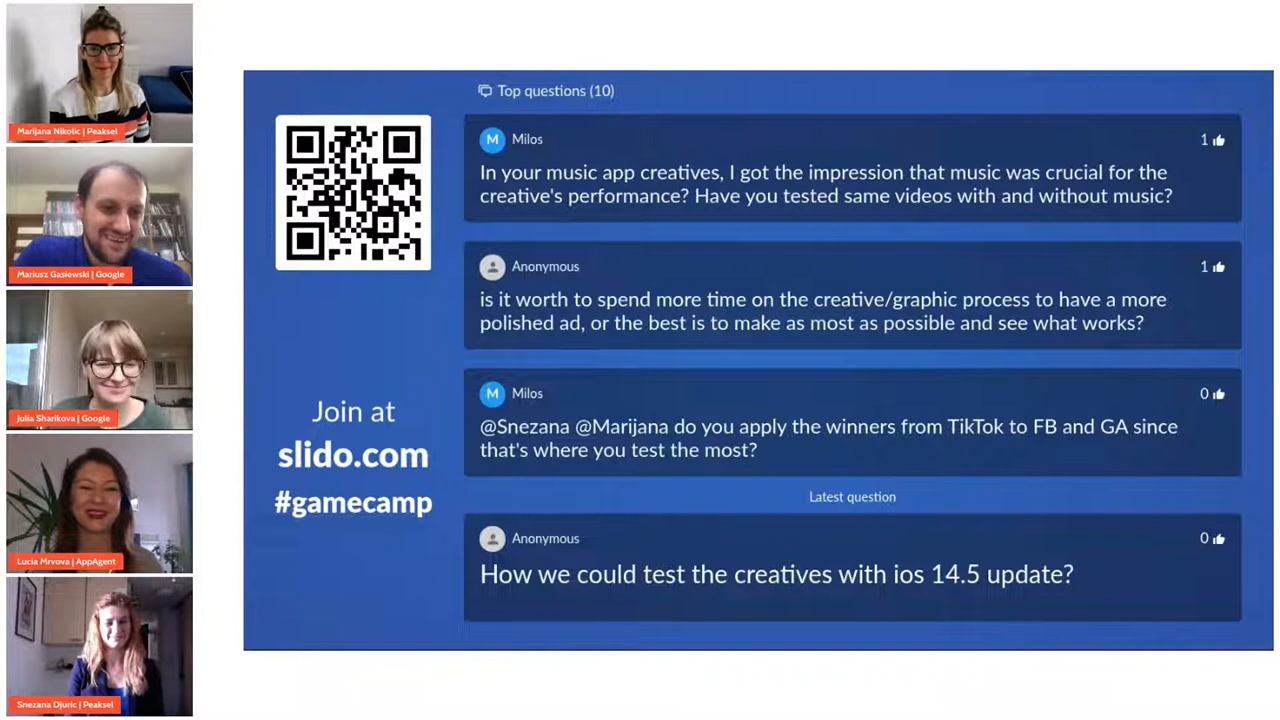 Marijana Nikolic | Peaksel
Mariusz Gasiewski | Google
Julia Sharikova | Google
Lucia Mrvova | AppAgent
Snezana Djuric | Peaksel
Join at
slido.com
#gamecamp
Top questions (10)
M Milos 1
In your music app creatives, I got the impression that music was crucial for the
creative's performance? Have you tested same videos with and without music?
Anonymous 1
is it worth to spend more time on the creative/graphic process to have a more
polished ad, or the best is to make as most as possible and see what works?
M Milos 0
@Snezana @Marijana do you apply the winners from TikTok to FB and GA since
that's where you test the most?
Latest question
Anonymous 0
How we could test the creatives with ios 14.5 update?